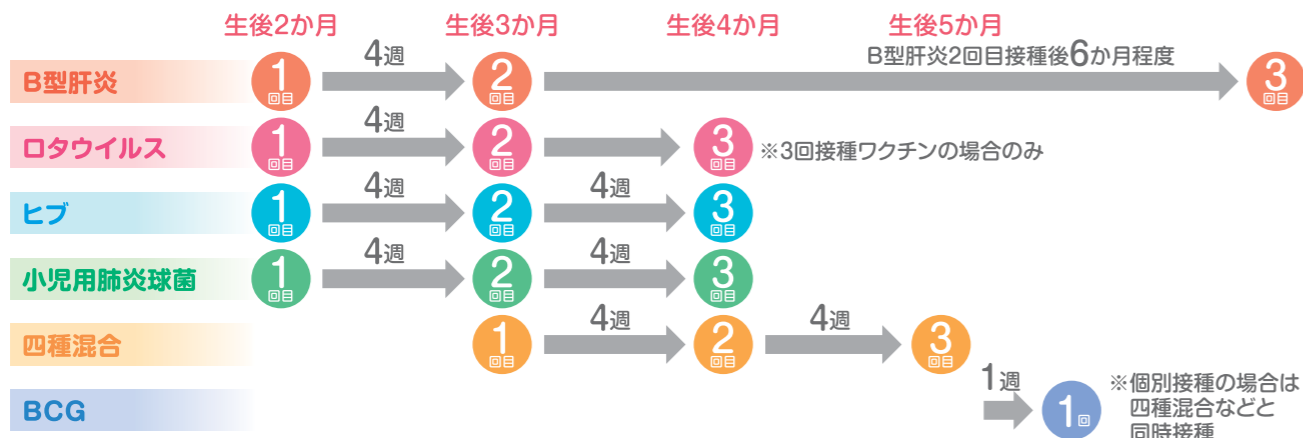 生後2か月 生後3か月 生後4か月 生後5か月
B型肝炎 1回目 4週 2回目 B型肝炎2回目接種後6か月程度 3回目
ロタウイルス 1回目 4週 2回目 3回目 ※3回接種ワクチンの場合のみ
ヒブ 1回目 4週 2回目 4週 3回目
小児用肺炎球菌 1回目 4週 2回目 4週 3回目
四種混合 1回目 4週 2回目 4週 3回目
BCG 1週 1回 ※個別接種の場合は
四種混合などと
同時接種